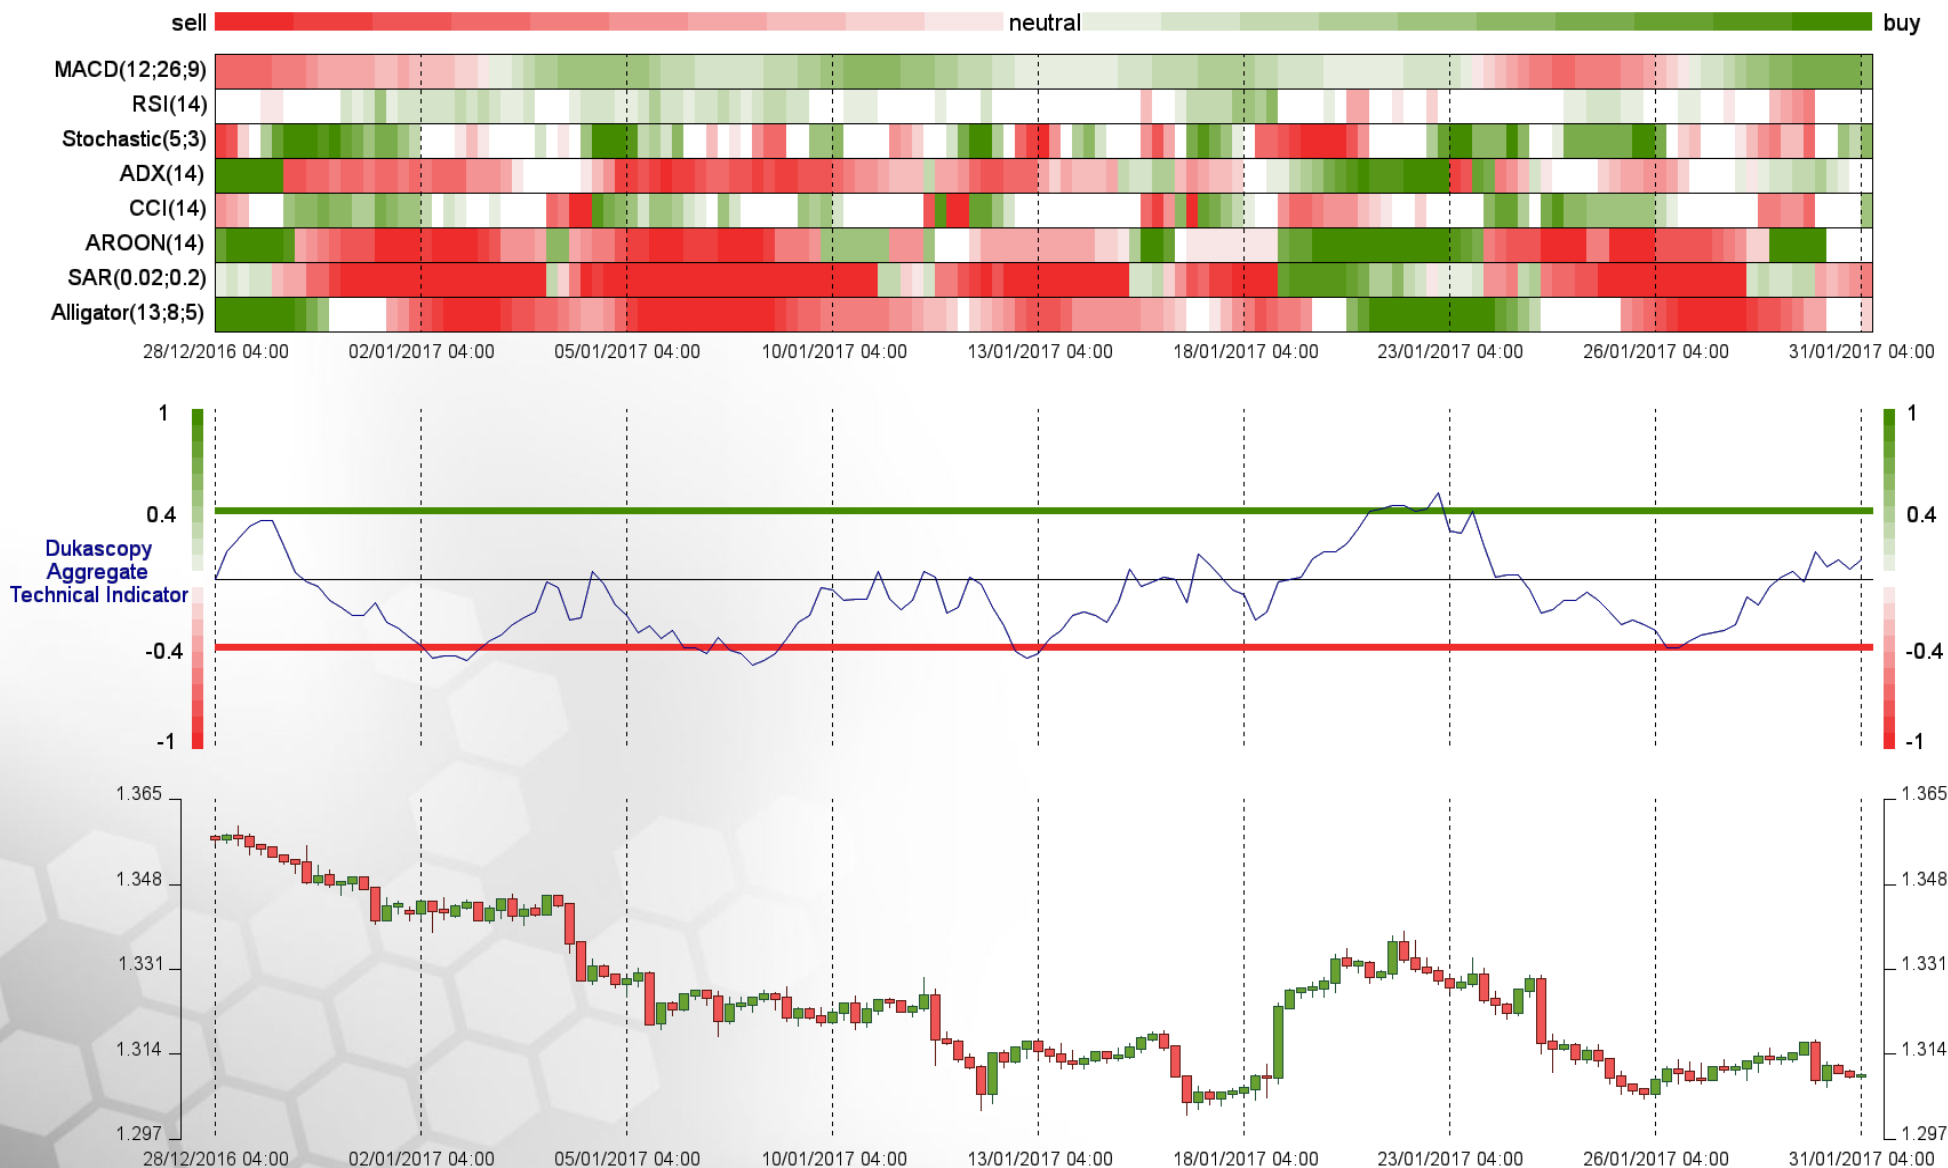 sell neutral buy
MACD(12;26;9)
RSI(14)
Stochastic(5;3)
ADX(14)
CCI(14)
AROON(14)
SAR(0.02;0.2)
Alligator(13;8;5)
28/12/2016 04:00 02/01/2017 04:00 05/01/2017 04:00 10/01/2017 04:00 13/01/2017 04:00 18/01/2017 04:00 23/01/2017 04:00 26/01/2017 04:00 31/01/2017 04:00
1 1
0.4 0.4
Dukascopy
Aggregate
Technical Indicator
-0.4 -0.4
-1 -1
1.365 1.365
1.348 1.348
1.331 1.331
1.314 1.314
1.297 1.297
28/12/2016 04:00 02/01/2017 04:00 05/01/2017 04:00 10/01/2017 04:00 13/01/2017 04:00 18/01/2017 04:00 23/01/2017 04:00 26/01/2017 04:00 31/01/2017 04:00